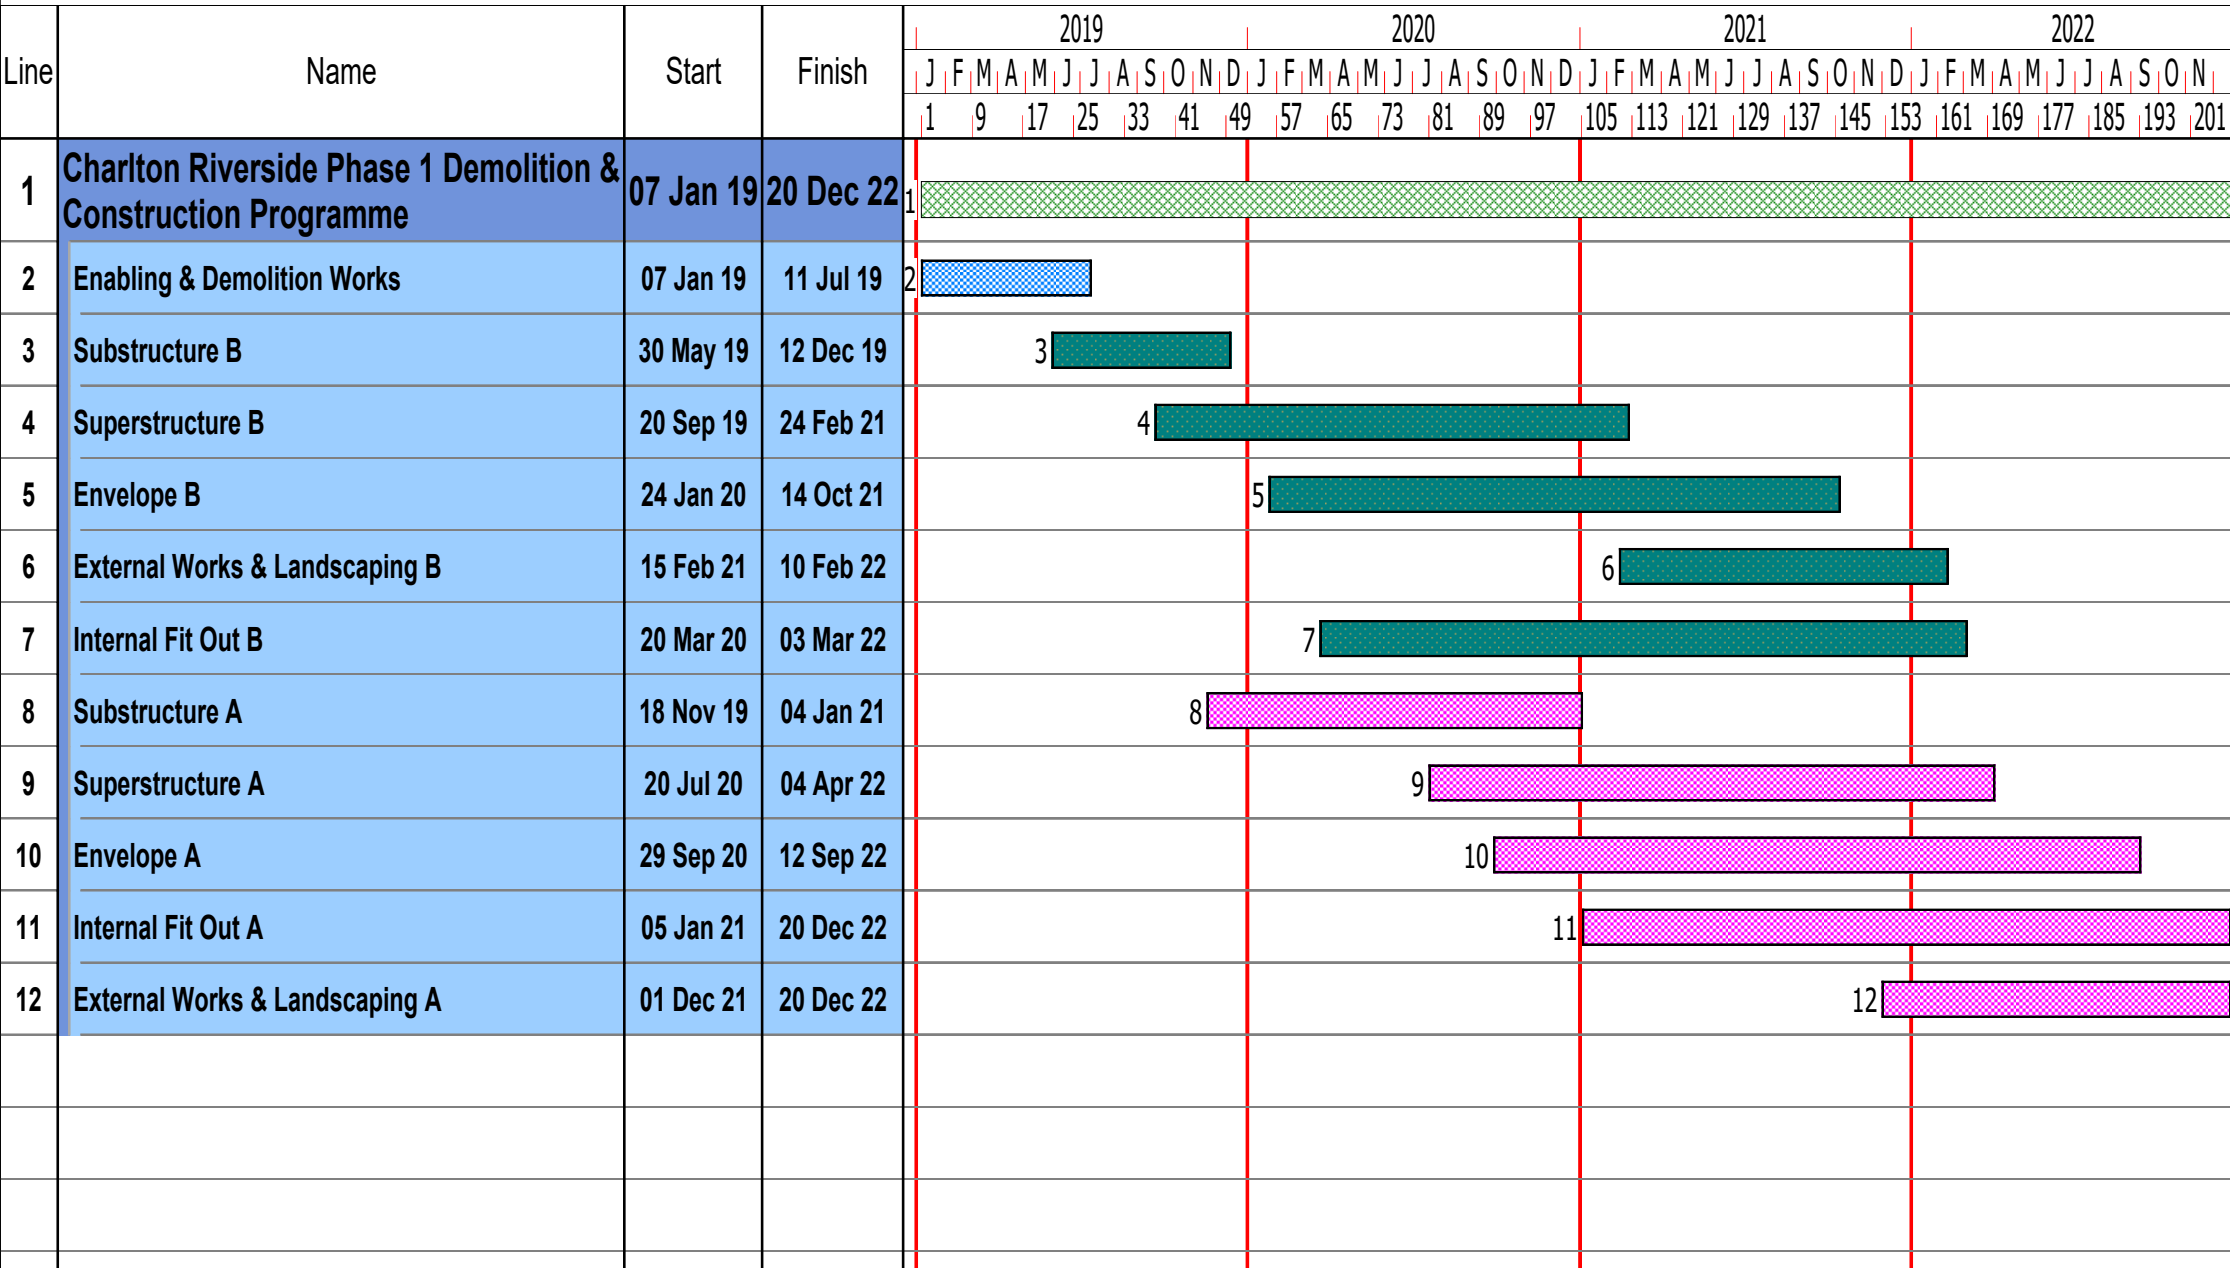 2019 2020 2021 2022
Line Name Start Finish
J F M A M J J A S O N D J F M A M J J A S O N D J F M A M J J A S O N D J F M A M J J A S O N
1 9 17 25 33 41 49 57 65 73 81 89 97 105 113 121 129 137 145 153 161 169 177 185 193 201
1 Charlton Riverside Phase 1 Demolition &
Construction Programme 07 Jan 19 20 Dec 22 1
2 Enabling & Demolition Works 07 Jan 19 11 Jul 19 2
3 Substructure B 30 May 19 12 Dec 19 3
4 Superstructure B 20 Sep 19 24 Feb 21 4
5 Envelope B 24 Jan 20 14 Oct 21 5
6 External Works & Landscaping B 15 Feb 21 10 Feb 22 6
7 Internal Fit Out B 20 Mar 20 03 Mar 22 7
8 Substructure A 18 Nov 19 04 Jan 21 8
9 Superstructure A 20 Jul 20 04 Apr 22 9
10 Envelope A 29 Sep 20 12 Sep 22 10
11 Internal Fit Out A 05 Jan 21 20 Dec 22 11
12 External Works & Landscaping A 01 Dec 21 20 Dec 22 12